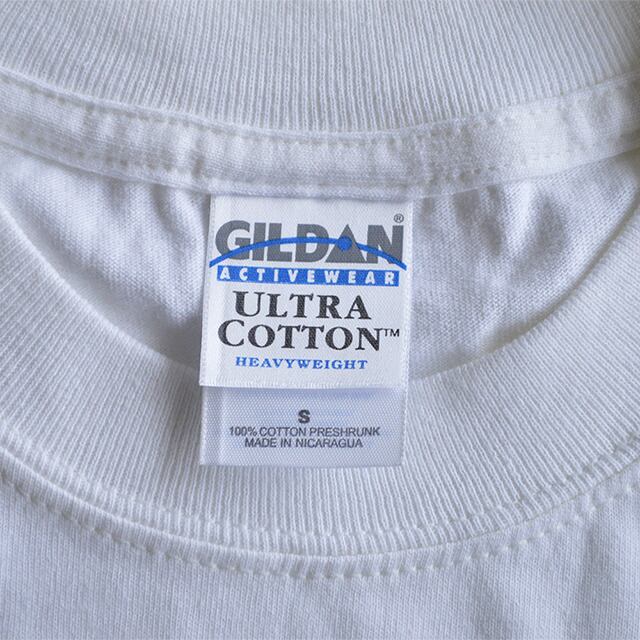 GILDAN®
ACTIVEWEAR
ULTRA
COTTON™
HEAVYWEIGHT
S
100% COTTON PRESHRUNK
MADE IN NICARAGUA